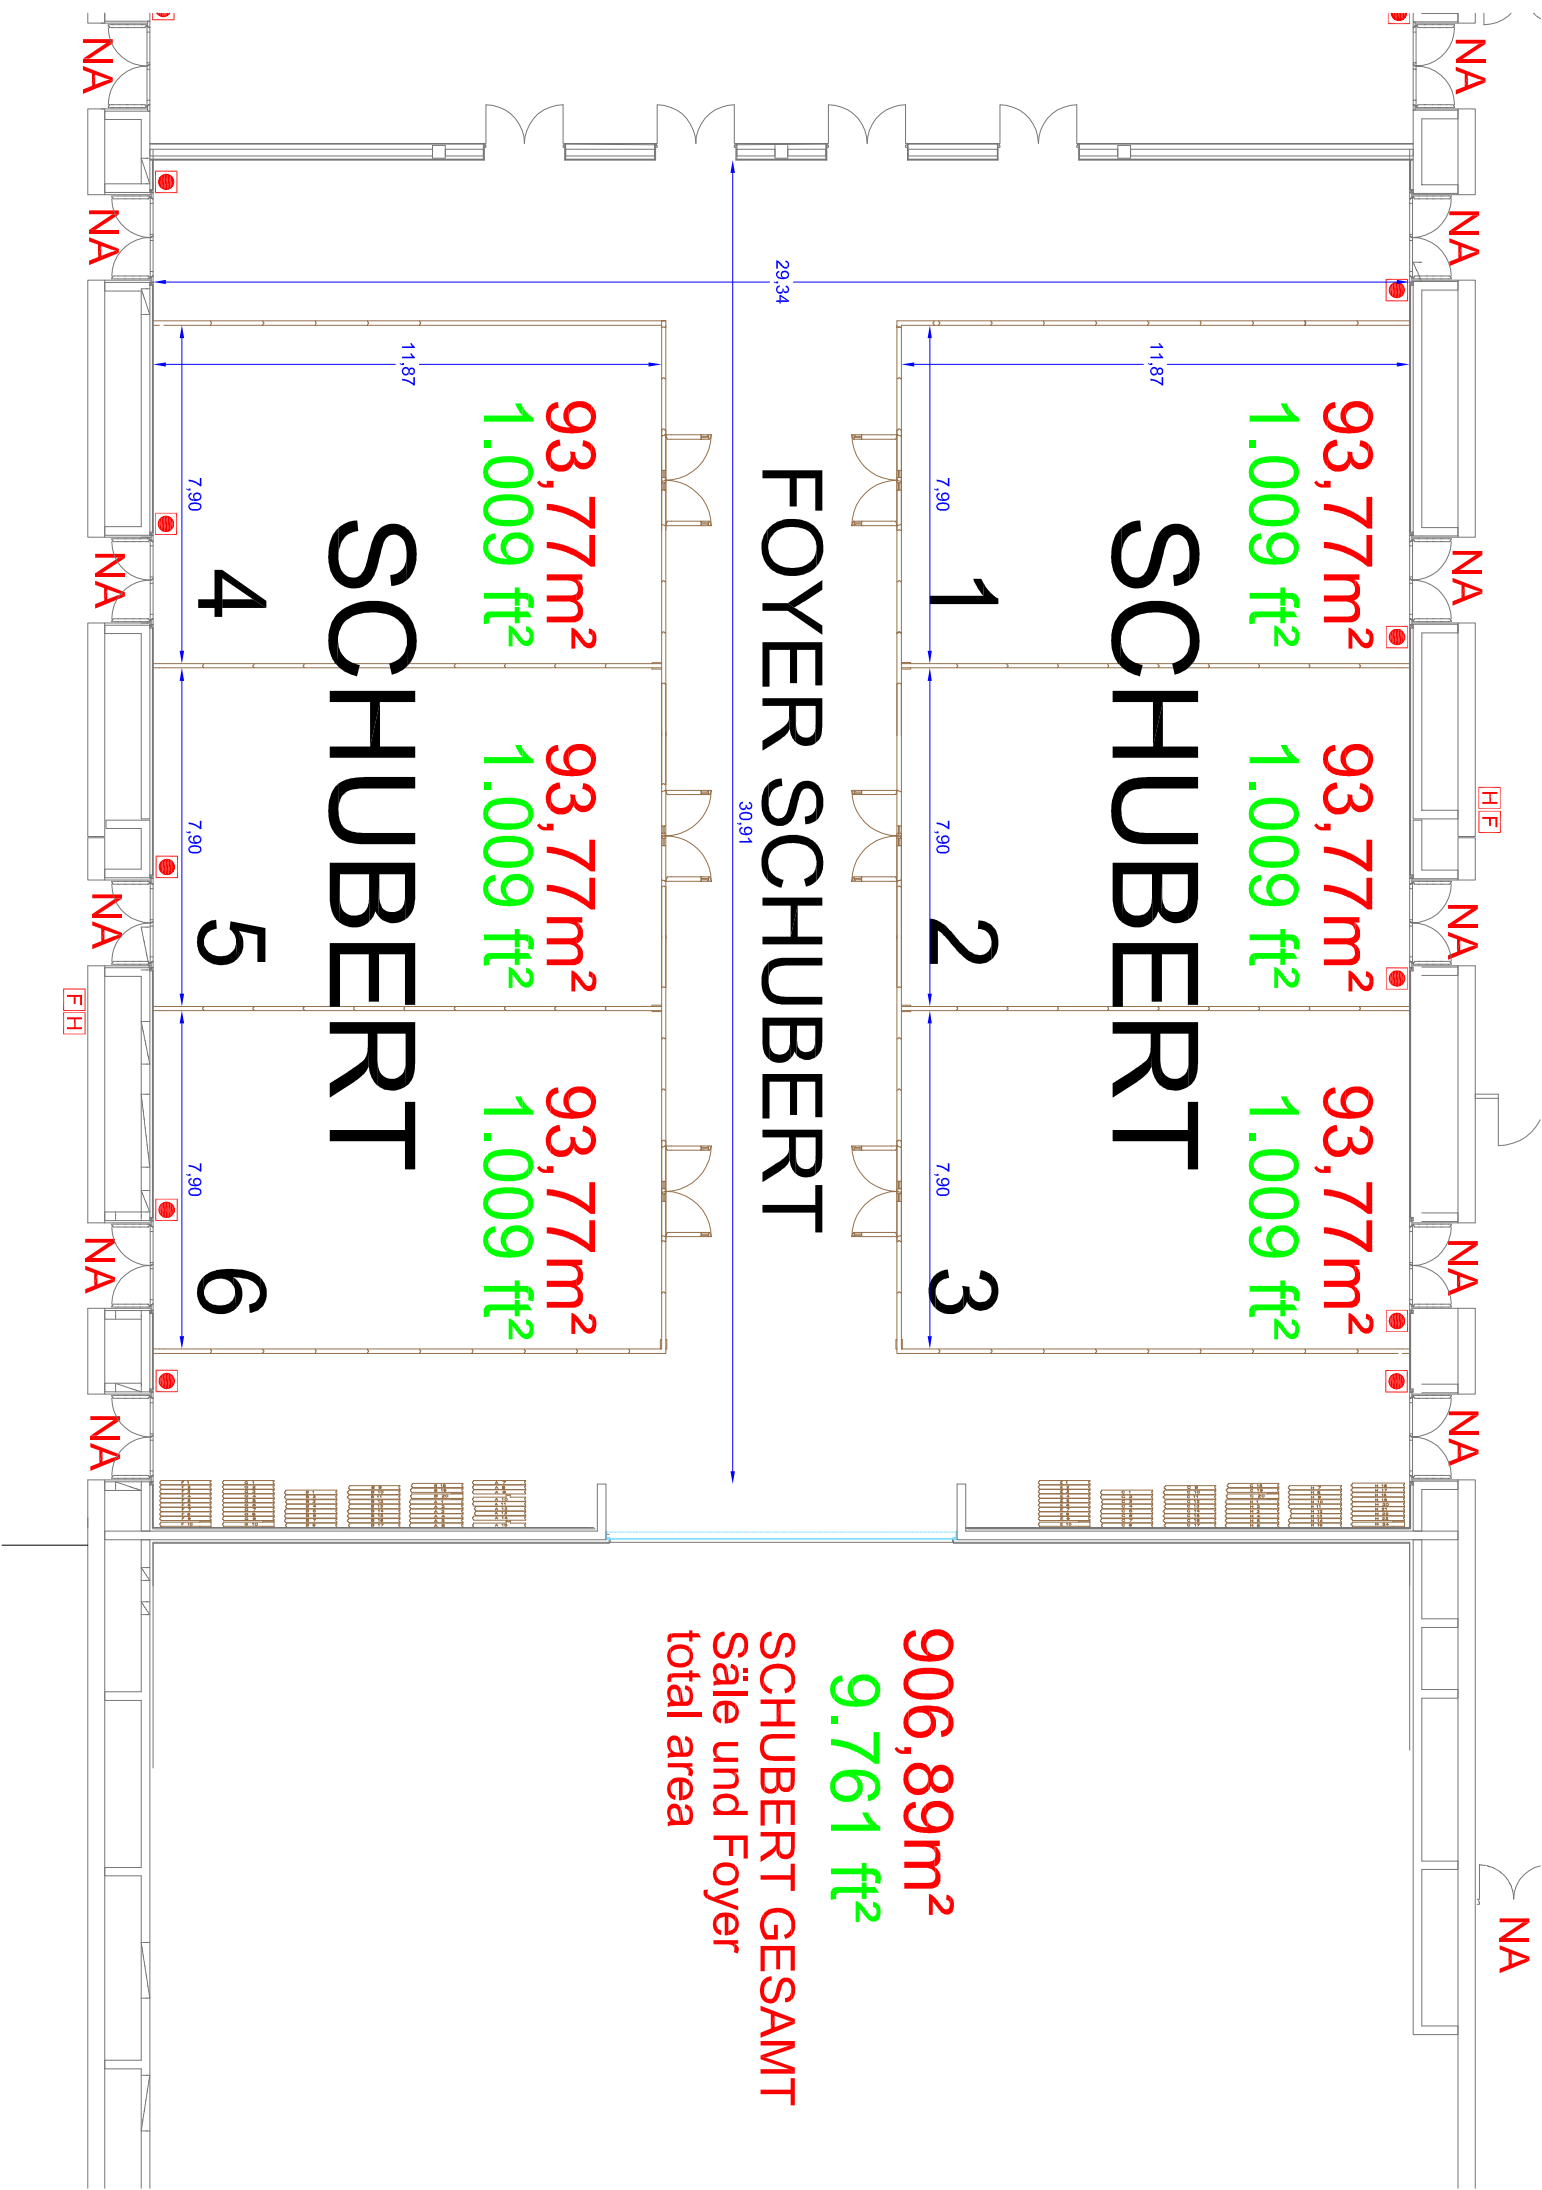 NA
NA
NA
NA
NA
NA
NA
H F
29,34
30,91
11,87
93,77m²
1.009 ft²
93,77m²
1.009 ft²
93,77m²
1.009 ft²
SCHUBERT
1
2
3
7,90
7,90
7,90
FOYER SCHUBERT
11,87
93,77m²
1.009 ft²
93,77m²
1.009 ft²
93,77m²
1.009 ft²
SCHUBERT
4
5
6
7,90
7,90
7,90
NA
NA
NA
NA
NA
NA
F H
906,89m²
9.761 ft²
SCHUBERT GESAMT
Säle und Foyer
total area